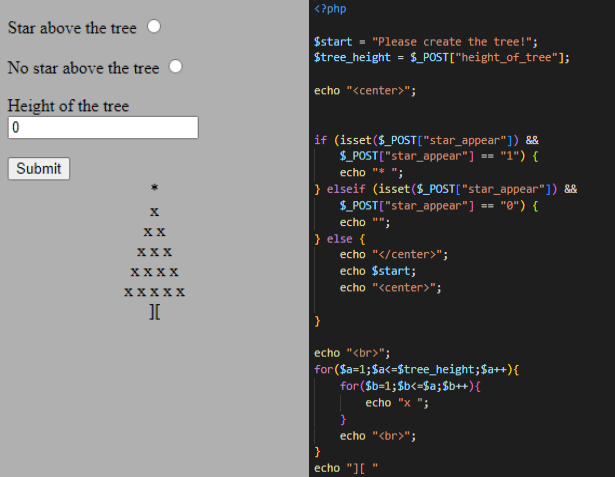 Star above the tree
No star above the tree
Height of the tree
0
Submit
*
x
x x
x x x
x x x x
x x x x x
][
<?php
$start = "Please create the tree!";
$tree_height = $_POST["height_of_tree"];
echo "<center>";
if (isset($_POST["star_appear"]) &&
$_POST["star_appear"] == "1") {
echo "* ";
} elseif (isset($_POST["star_appear"]) &&
$_POST["star_appear"] == "0") {
echo "";
} else {
echo "</center>";
echo $start;
echo "<center>";
}
echo "<br>";
for($a=1;$a<=$tree_height;$a++){
for($b=1;$b<=$a;$b++){
echo "x ";
}
echo "<br>";
}
echo "][ "